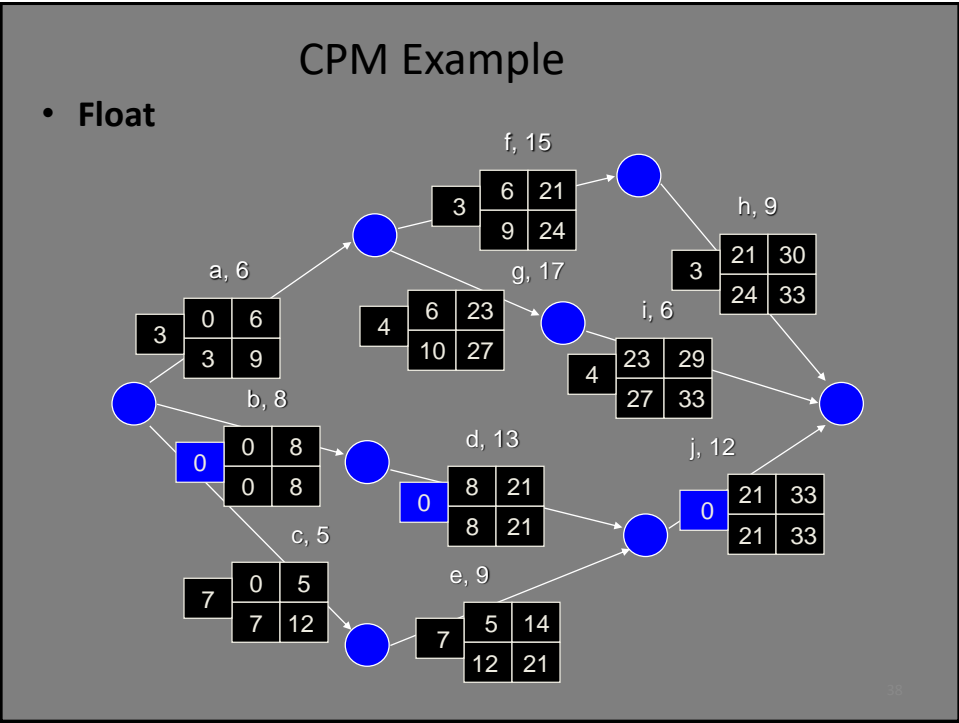 CPM Example
• Float
f, 15
3 6 21
9 24
h, 9
3 21 30
24 33
g, 17
4 6 23
10 27
a, 6
3 0 6
3 9
i, 6
4 23 29
27 33
b, 8
0 0 8
0 8
d, 13
0 8 21
8 21
j, 12
0 21 33
21 33
c, 5
7 0 5
7 12
e, 9
7 5 14
12 21
38